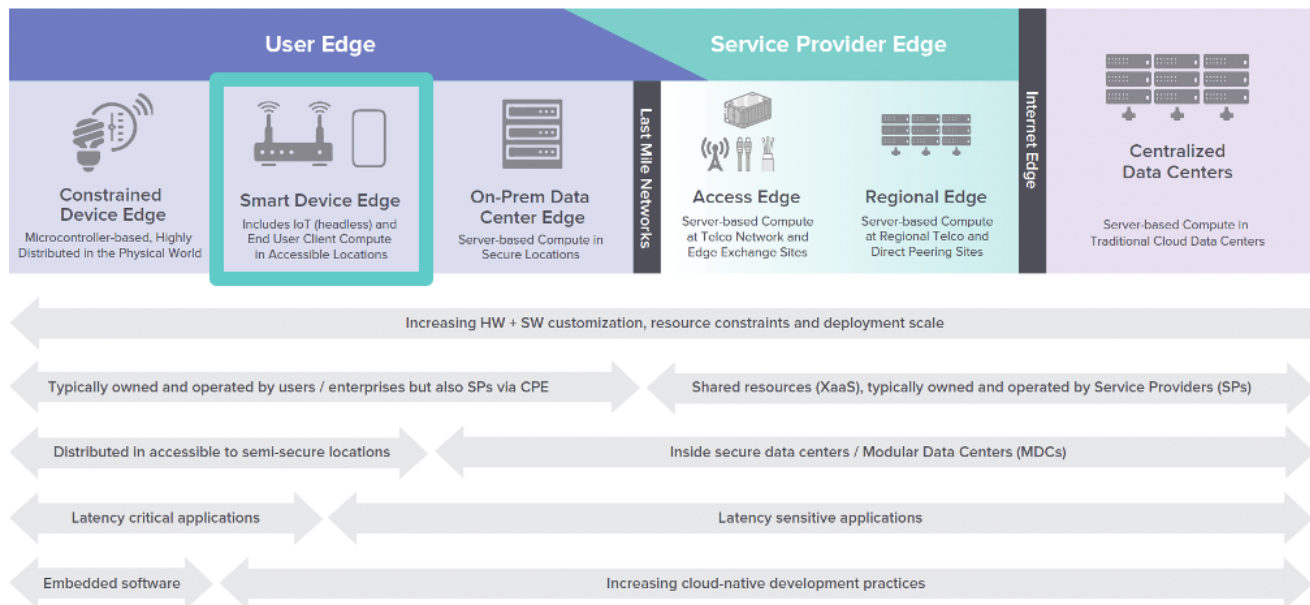 User Edge
Service Provider Edge
Constrained
Device Edge
Microcontroller-based, Highly
Distributed in the Physical World
Smart Device Edge
Includes IoT (headless) and
End User Client Compute
in Accessible Locations
On-Prem Data
Center Edge
Server-based Compute in
Secure Locations
Last Mile Networks
Access Edge
Server-based Compute
at Telco Network and
Edge Exchange Sites
Regional Edge
Server-based Compute
at Regional Telco and
Direct Peering Sites
Internet Edge
Centralized
Data Centers
Server-based Compute in
Traditional Cloud Data Centers
Increasing HW + SW customization, resource constraints and deployment scale
Typically owned and operated by users / enterprises but also SPs via CPE
Shared resources (XaaS), typically owned and operated by Service Providers (SPs)
Distributed in accessible to semi-secure locations
Inside secure data centers / Modular Data Centers (MDCs)
Latency critical applications
Latency sensitive applications
Embedded software
Increasing cloud-native development practices